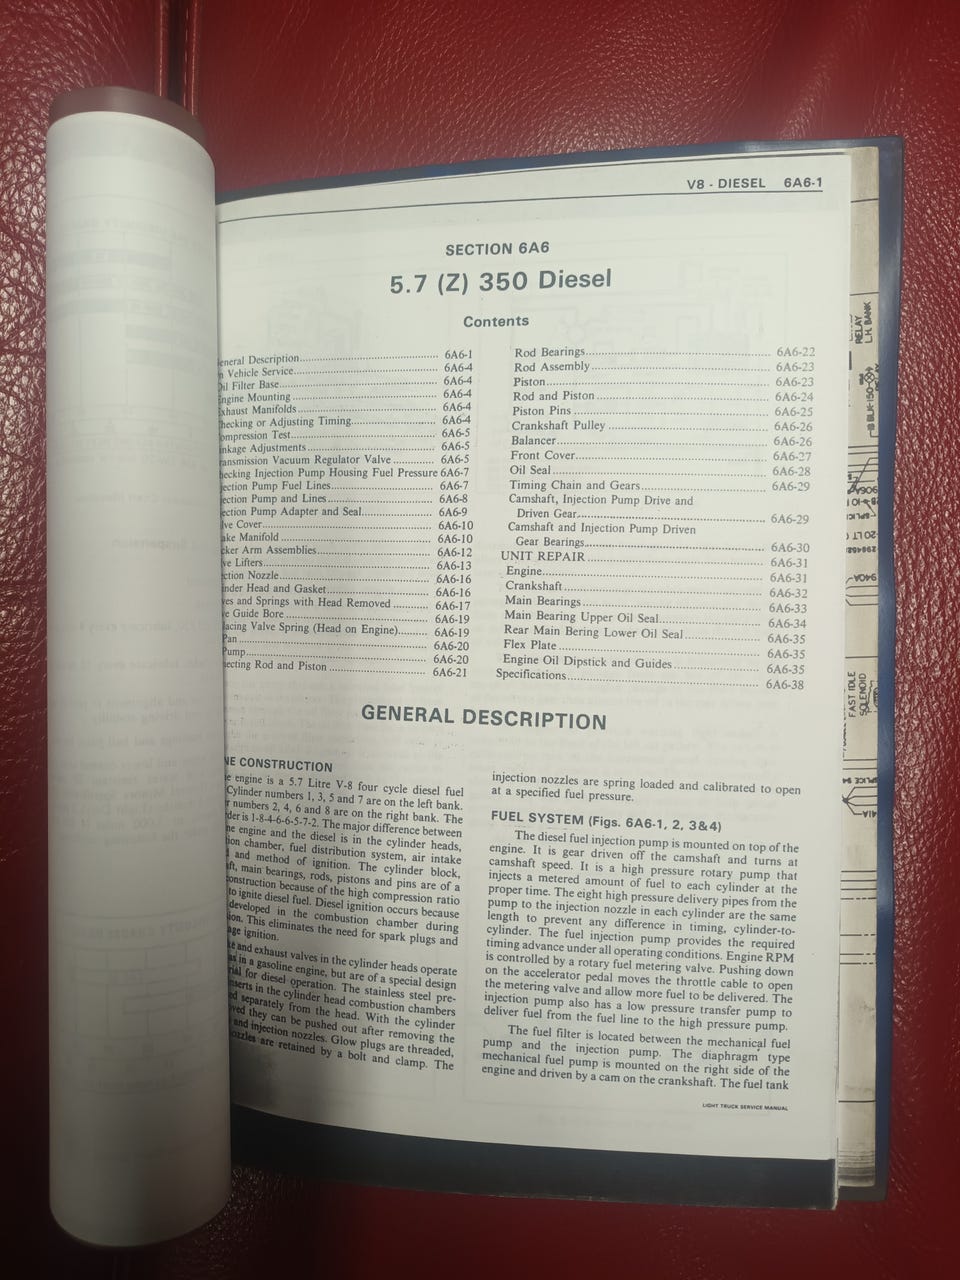 V8 - DIESEL 6A6-1
SECTION 6A6
5.7 (Z) 350 Diesel
Contents
eneral Description 6A6-1
n Vehicle Service 6A6-4
Oil Filter Base 6A6-4
ngine Mounting 6A6-4
xhaust Manifolds 6A6-4
hecking or Adjusting Timing 6A6-4
ompression Test 6A6-5
inkage Adjustments 6A6-5
ransmission Vacuum Regulator Valve 6A6-5
hecking Injection Pump Housing Fuel Pressure 6A6-7
jection Pump Fuel Lines 6A6-7
ection Pump and Lines 6A6-8
ection Pump Adapter and Seal 6A6-9
lve Cover 6A6-10
ake Manifold 6A6-10
cker Arm Assemblies 6A6-12
ve Lifters 6A6-13
ction Nozzle 6A6-16
inder Head and Gasket 6A6-16
ves and Springs with Head Removed 6A6-17
e Guide Bore 6A6-19
lacing Valve Spring (Head on Engine) 6A6-19
Pan 6A6-20
Pump 6A6-20
necting Rod and Piston 6A6-21
Rod Bearings 6A6-22
Rod Assembly 6A6-23
Piston 6A6-23
Rod and Piston 6A6-24
Piston Pins 6A6-25
Crankshaft Pulley 6A6-26
Balancer 6A6-26
Front Cover 6A6-27
Oil Seal 6A6-28
Timing Chain and Gears 6A6-29
Camshaft, Injection Pump Drive and
Driven Gear 6A6-29
Camshaft and Injection Pump Driven
Gear Bearings 6A6-30
UNIT REPAIR 6A6-31
Engine 6A6-31
Crankshaft 6A6-32
Main Bearings 6A6-33
Main Bearing Upper Oil Seal 6A6-34
Rear Main Bering Lower Oil Seal 6A6-35
Flex Plate 6A6-35
Engine Oil Dipstick and Guides 6A6-35
Specifications 6A6-38
GENERAL DESCRIPTION
NE CONSTRUCTION
e engine is a 5.7 Litre V-8 four cycle diesel fuel
Cylinder numbers 1, 3, 5 and 7 are on the left bank.
r numbers 2, 4, 6 and 8 are on the right bank. The
der is 1-8-4-6-6-5-7-2. The major difference between
ne engine and the diesel is in the cylinder heads,
ion chamber, fuel distribution system, air intake
and method of ignition. The cylinder block,
aft, main bearings, rods, pistons and pins are of a
onstruction because of the high compression ratio
to ignite diesel fuel. Diesel ignition occurs because
developed in the combustion chamber during
ion. This eliminates the need for spark plugs and
age ignition.
ke and exhaust valves in the cylinder heads operate
as in a gasoline engine, but are of a special design
rial for diesel operation. The stainless steel pre-
nserts in the cylinder head combustion chambers
ed separately from the head. With the cylinder
ved they can be pushed out after removing the
and injection nozzles. Glow plugs are threaded,
ozzles are retained by a bolt and clamp. The
injection nozzles are spring loaded and calibrated to open
at a specified fuel pressure.
FUEL SYSTEM (Figs. 6A6-1, 2, 3&4)
The diesel fuel injection pump is mounted on top of the
engine. It is gear driven off the camshaft and turns at
camshaft speed. It is a high pressure rotary pump that
injects a metered amount of fuel to each cylinder at the
proper time. The eight high pressure delivery pipes from the
pump to the injection nozzle in each cylinder are the same
length to prevent any difference in timing, cylinder-to-
cylinder. The fuel injection pump provides the required
timing advance under all operating conditions. Engine RPM
is controlled by a rotary fuel metering valve. Pushing down
on the accelerator pedal moves the throttle cable to open
the metering valve and allow more fuel to be delivered. The
injection pump also has a low pressure transfer pump to
deliver fuel from the fuel line to the high pressure pump.
The fuel filter is located between the mechanical fuel
pump and the injection pump. The diaphragm type
mechanical fuel pump is mounted on the right side of the
engine and driven by a cam on the crankshaft. The fuel tank
LIGHT TRUCK SERVICE MANUAL
RELAY
L.H. BANK
FAST IDLE
SOLENOID